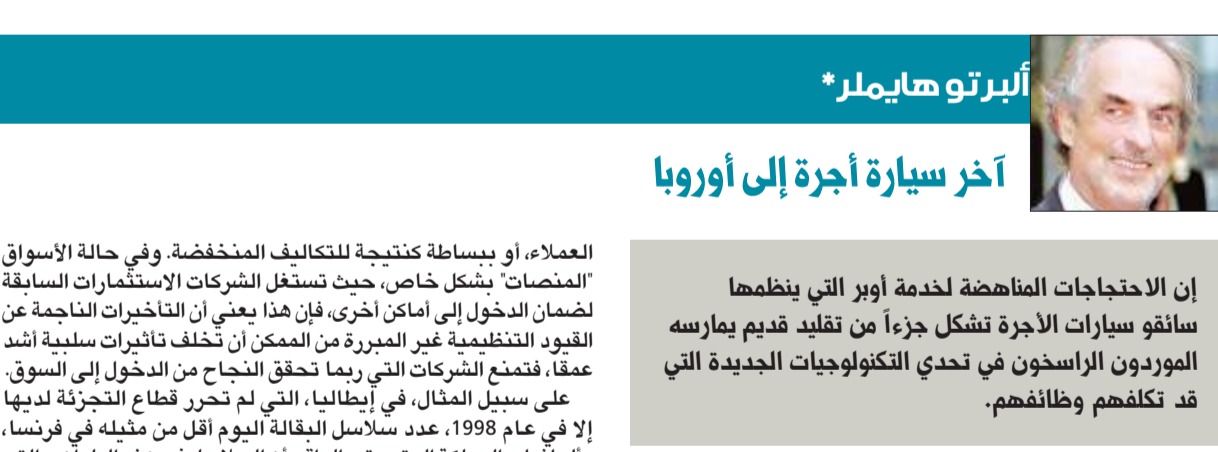 ألبرتو هايملر*
آخر سيارة أجرة إلى أوروبا
إن الاحتجاجات المناهضة لخدمة أوبر التي ينظمها
سائقو سيارات الأجرة تشكل جزءاً من تقليد قديم يمارسه
الموردون الراسخون في تحدي التكنولوجيات الجديدة التي
قد تكلفهم وظائفهم.
العملاء، أو ببساطة كنتيجة للتكاليف المنخفضة. وفي حالة الأسواق
"المنصات" بشكل خاص، حيث تستغل الشركات الاستثمارات السابقة
لضمان الدخول إلى أماكن أخرى، فإن هذا يعني أن التأخيرات الناجمة عن
القيود التنظيمية غير المبررة من الممكن أن تخلف تأثيرات سلبية أشد
عمقا، فتمنع الشركات التي ربما تحقق النجاح من الدخول إلى السوق.
على سبيل المثال، في إيطاليا، التي لم تحرر قطاع التجزئة لديها
إلا في عام 1998، عدد سلاسل البقالة اليوم أقل من مثيله في فرنسا،